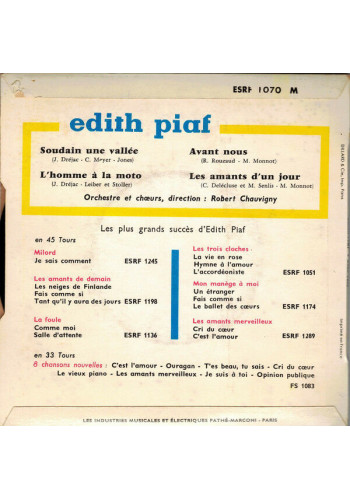 ESRF 1070 M
edith piaf
Soudain une vallée
(J. Dréjac - C. Meyer - Jones)
L'homme à la moto
(J. Dréjac - Leiber et Stoller)
Avant nous
(R. Rouzaud - M. Monnot)
Les amants d'un jour
(C. Delécluse et M. Senlis - M. Monnot)
Orchestre et chœurs, direction : Robert Chauvigny
Les plus grands succès d'Edith Piaf
en 45 Tours
Milord
Je sais comment ESRF 1245
Les amants de demain
Les neiges de Finlande
Fais comme si
Tant qu'il y aura des jours ESRF 1198
La foule
Comme moi
Salle d'attente ESRF 1136
Les trois cloches
La vie en rose
Hymne à l'amour
L'accordéoniste ESRF 1051
Mon manège à moi
Un étranger
Fais comme si
Le ballet des cœurs ESRF 1174
Les amants merveilleux
Cri du cœur
C'est l'amour ESRF 1289
en 33 Tours
8 chansons nouvelles : C'est l'amour - Ouragan - T'es beau, tu sais - Cri du cœur
Le vieux piano - Les amants merveilleux - Je suis à toi - Opinion publique
FS 1083
LES INDUSTRIES MUSICALES ET ÉLECTRIQUES PATHÉ-MARCONI - PARIS
Imprimé en France